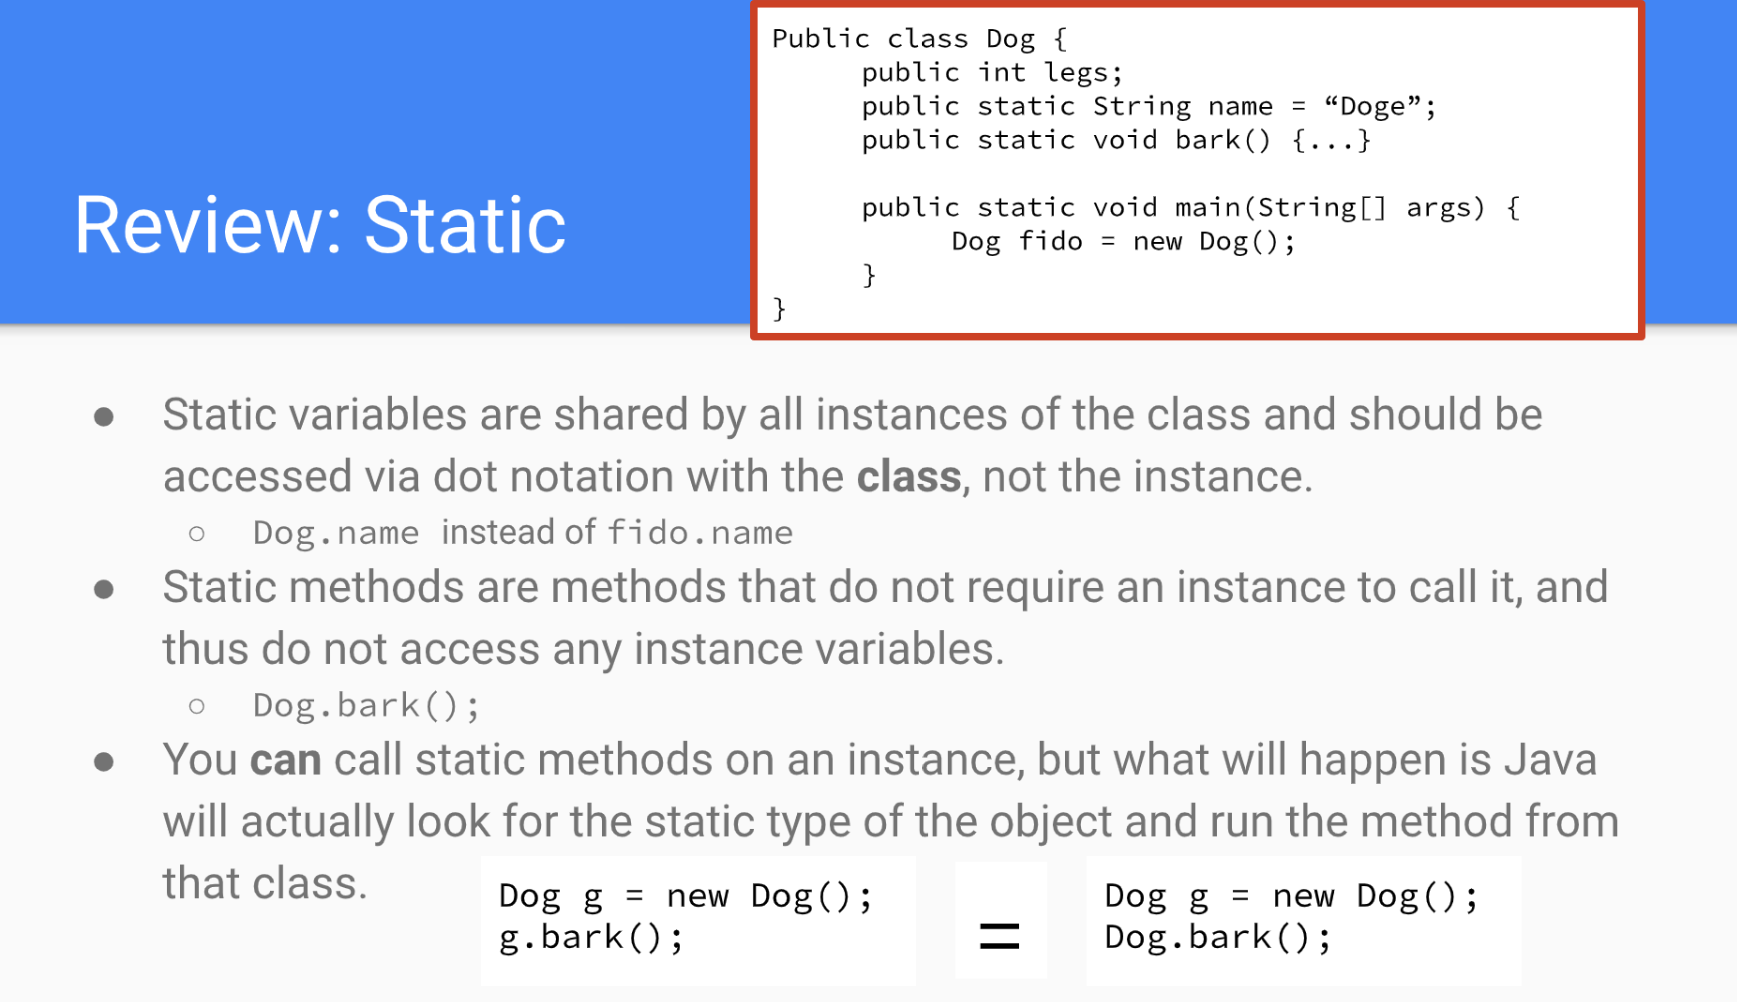 Review: Static
Public class Dog {
public int legs;
public static String name = “Doge”;
public static void bark() {...}
public static void main(String[] args) {
Dog fido = new Dog();
}
}
● Static variables are shared by all instances of the class and should be
accessed via dot notation with the class, not the instance.
○ Dog.name instead of fido.name
● Static methods are methods that do not require an instance to call it, and
thus do not access any instance variables.
○ Dog.bark();
● You can call static methods on an instance, but what will happen is Java
will actually look for the static type of the object and run the method from
that class.
Dog g = new Dog();
g.bark();
=
Dog g = new Dog();
Dog.bark();